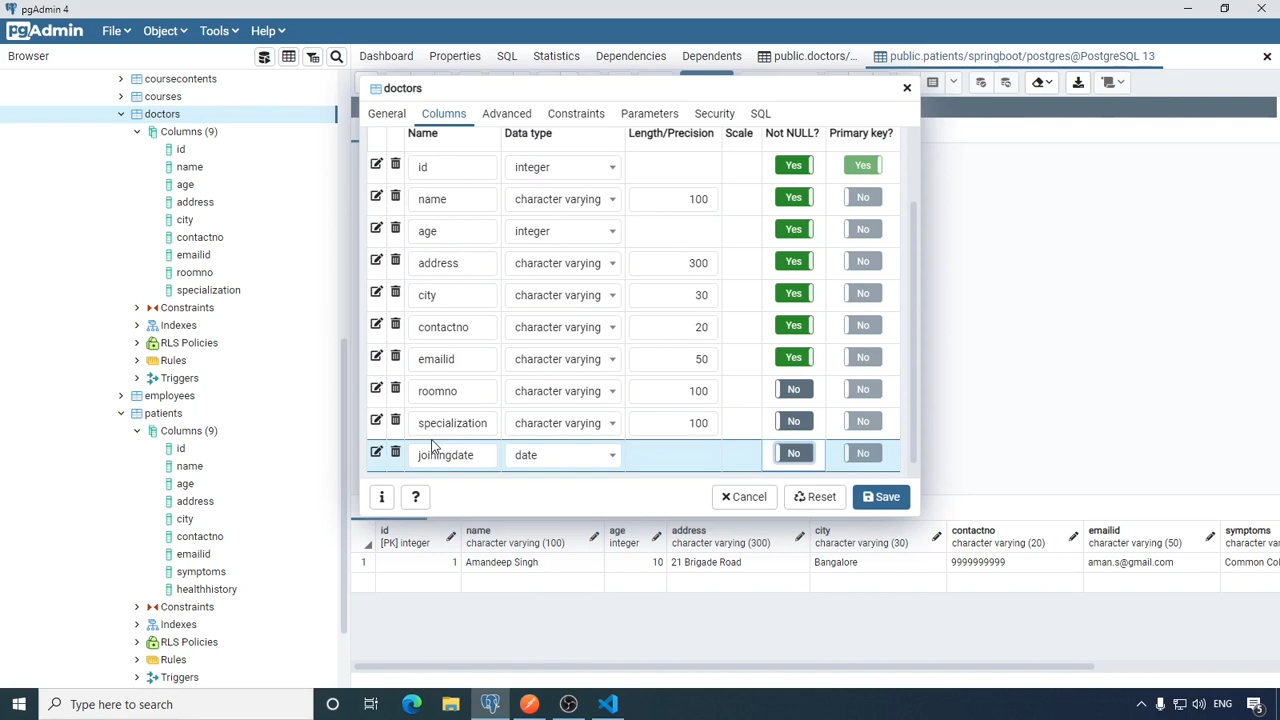 pgAdmin 4
pgAdmin File Object Tools Help
Browser
Dashboard Properties SQL Statistics Dependencies Dependents public.doctors/... public.patients/springboot/postgres@PostgreSQL 13
coursecontents
courses
doctors
Columns (9)
id
name
age
address
city
contactno
emailid
roomno
specialization
Constraints
Indexes
RLS Policies
Rules
Triggers
employees
patients
Columns (9)
id
name
age
address
city
contactno
emailid
symptoms
healthhistory
Constraints
Indexes
RLS Policies
Rules
Triggers
doctors
General Columns Advanced Constraints Parameters Security SQL
Name Data type Length/Precision Scale Not NULL? Primary key?
id integer Yes Yes
name character varying 100 Yes No
age integer Yes No
address character varying 300 Yes No
city character varying 30 Yes No
contactno character varying 20 Yes No
emailid character varying 50 Yes No
roomno character varying 100 No No
specialization character varying 100 No No
joiningdate date No No
i ? Cancel Reset Save
id name age address city contactno emailid symptoms
[PK] integer character varying (100) integer character varying (300) character varying (30) character varying (20) character varying (50) character var
1 1 Amandeep Singh 10 21 Brigade Road Bangalore 9999999999 aman.s@gmail.com Common Col
Type here to search
ENG
5